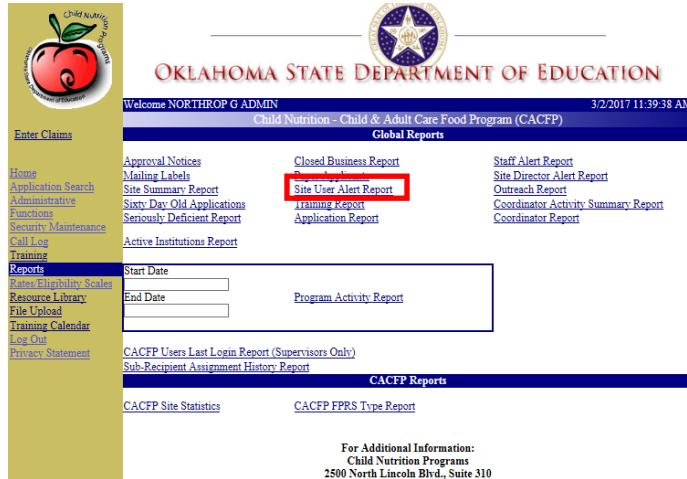 Child Nutrition Programs
Oklahoma State Department of Education
OKLAHOMA STATE DEPARTMENT OF EDUCATION
Welcome NORTHROP G ADMIN 3/2/2017 11:39:38 AM
Child Nutrition - Child & Adult Care Food Program (CACFP)
Global Reports
Enter Claims
Home
Application Search
Administrative
Functions
Security Maintenance
Call Log
Training
Reports
Rates/Eligibility Scales
Resource Library
File Upload
Training Calendar
Log Out
Privacy Statement
Approval Notices Closed Business Report Staff Alert Report
Mailing Labels Site Director Alert Report
Site Summary Report Site User Alert Report Outreach Report
Sixty Day Old Applications Training Report Coordinator Activity Summary Report
Seriously Deficient Report Application Report Coordinator Report
Active Institutions Report
Start Date
End Date Program Activity Report
CACFP Users Last Login Report (Supervisors Only)
Sub-Recipient Assignment History Report
CACFP Reports
CACFP Site Statistics CACFP FPRS Type Report
For Additional Information:
Child Nutrition Programs
2500 North Lincoln Blvd., Suite 310